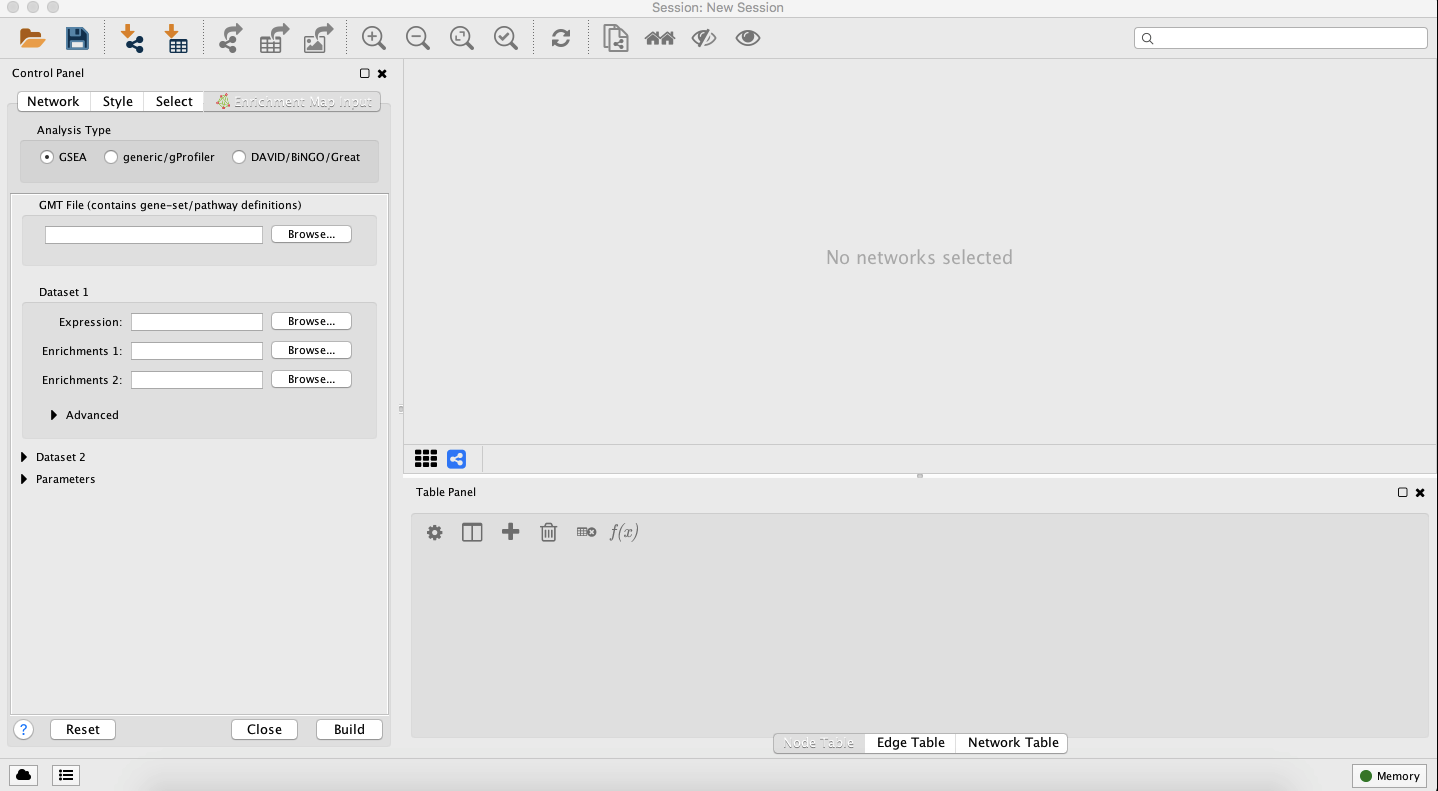 Session: New Session
Control Panel
Network Style Select Enrichment Map Input
Analysis Type
GSEA generic/gProfiler DAVID/BiNGO/Great
GMT File (contains gene-set/pathway definitions)
Browse...
Dataset 1
Expression: Browse...
Enrichments 1: Browse...
Enrichments 2: Browse...
Advanced
Dataset 2
Parameters
? Reset Close Build
No networks selected
Table Panel
f(x)
Node Table Edge Table Network Table
Memory